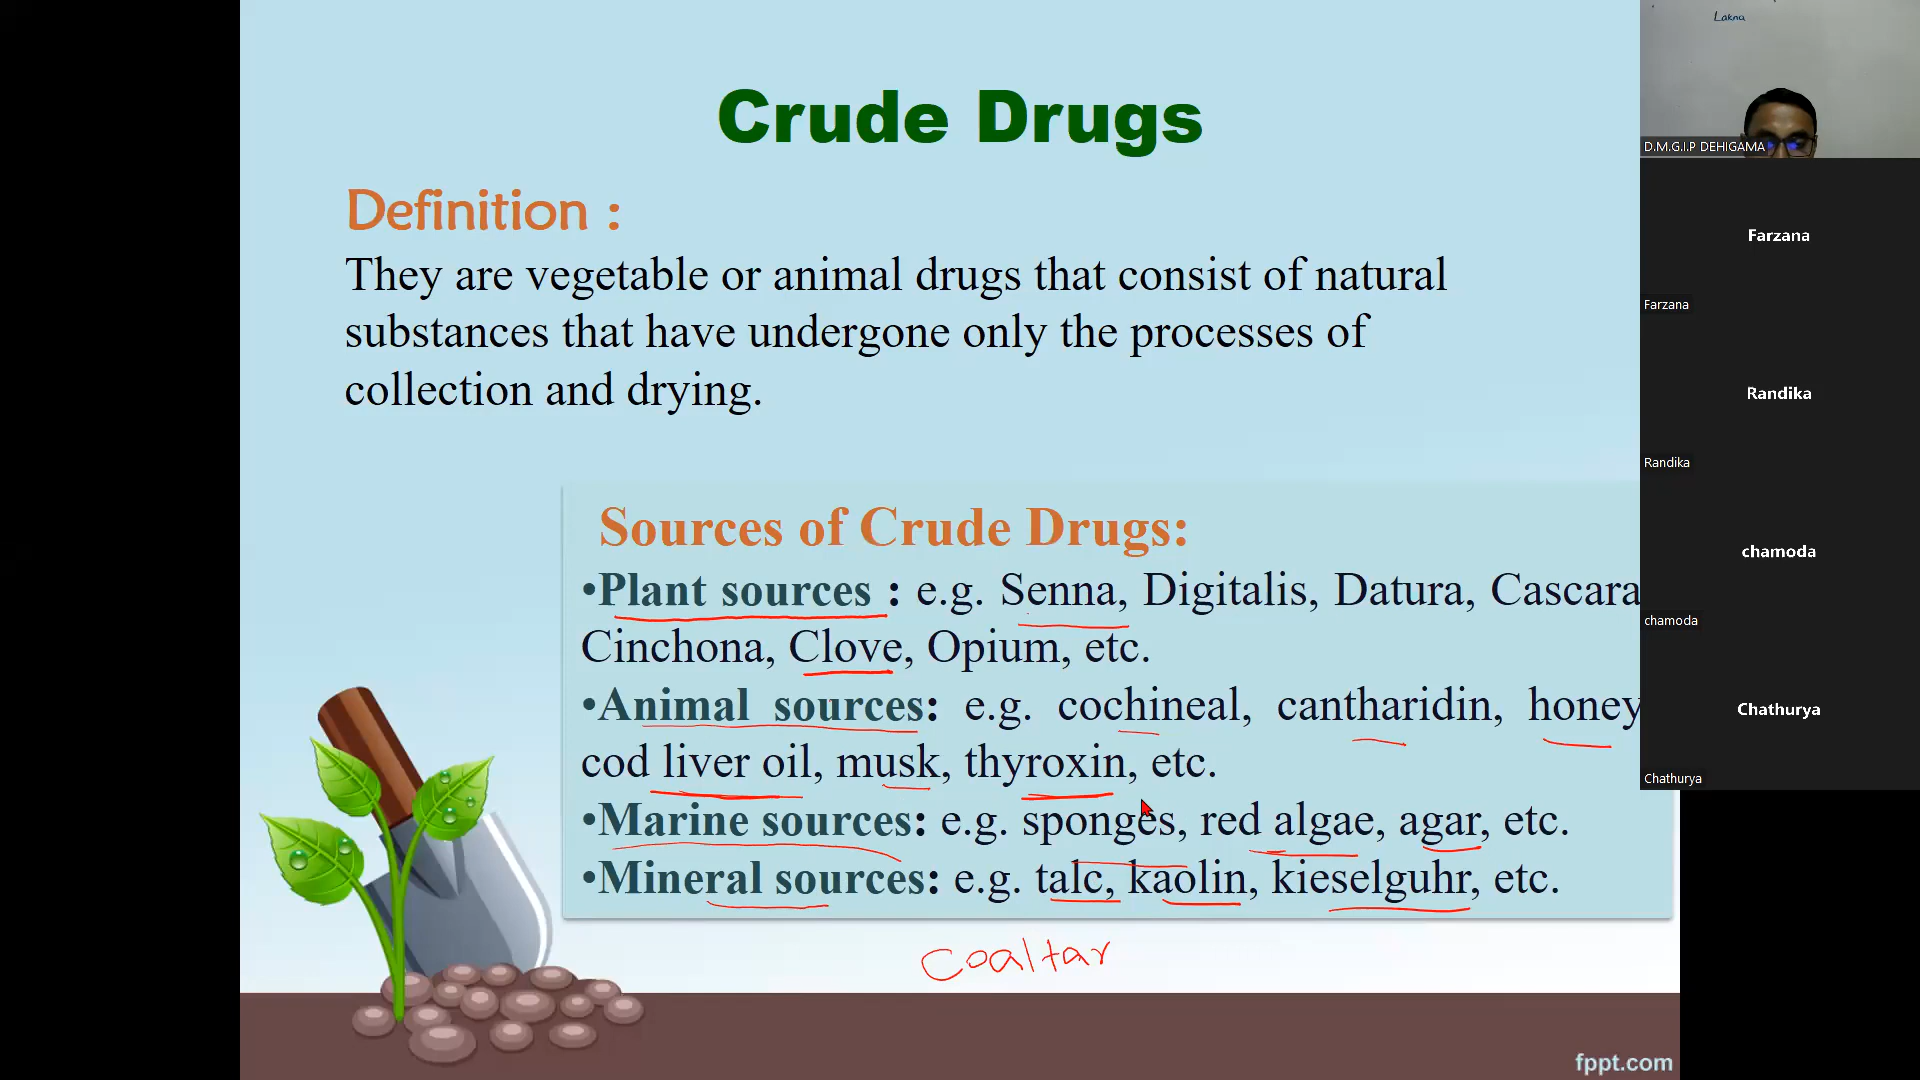 Crude Drugs
Definition :
They are vegetable or animal drugs that consist of natural
substances that have undergone only the processes of
collection and drying.
Sources of Crude Drugs:
•Plant sources : e.g. Senna, Digitalis, Datura, Cascara
Cinchona, Clove, Opium, etc.
•Animal sources: e.g. cochineal, cantharidin, honey
cod liver oil, musk, thyroxin, etc.
•Marine sources: e.g. sponges, red algae, agar, etc.
•Mineral sources: e.g. talc, kaolin, kieselguhr, etc.
Coaltar
fppt.com
Lakna
D.M.G.I.P DEHIGAMA
Farzana
Farzana
Randika
Randika
chamoda
chamoda
Chathurya
Chathurya